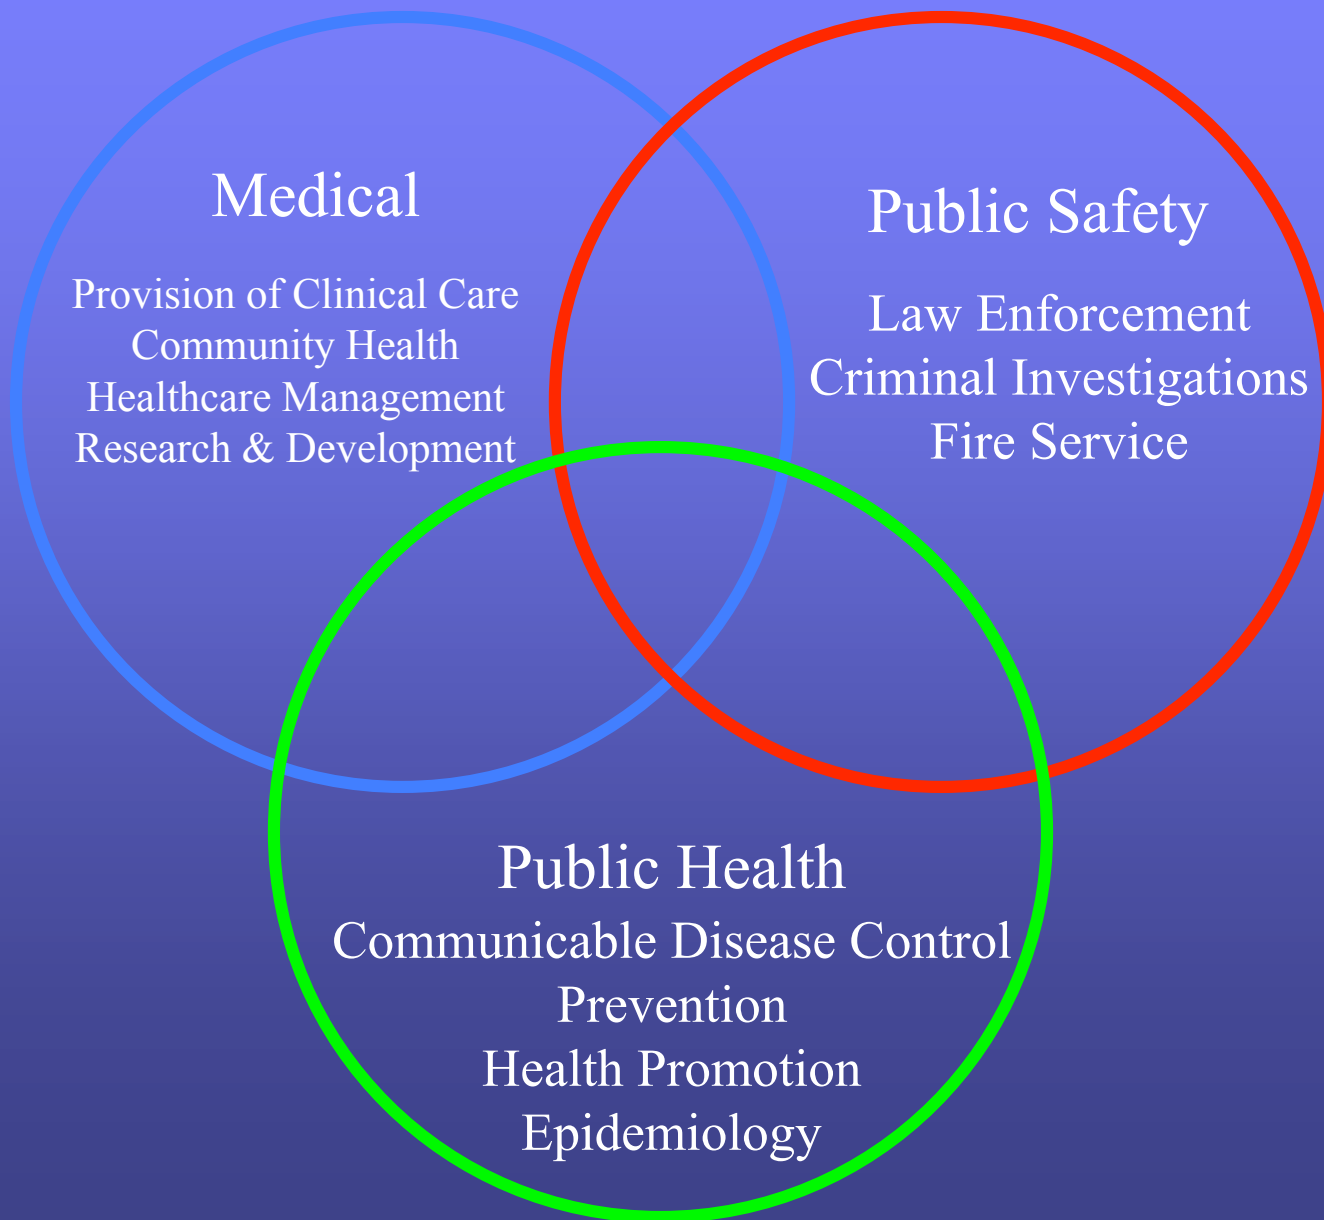 Medical
Provision of Clinical Care
Community Health
Healthcare Management
Research & Development
Public Safety
Law Enforcement
Criminal Investigations
Fire Service
Public Health
Communicable Disease Control
Prevention
Health Promotion
Epidemiology